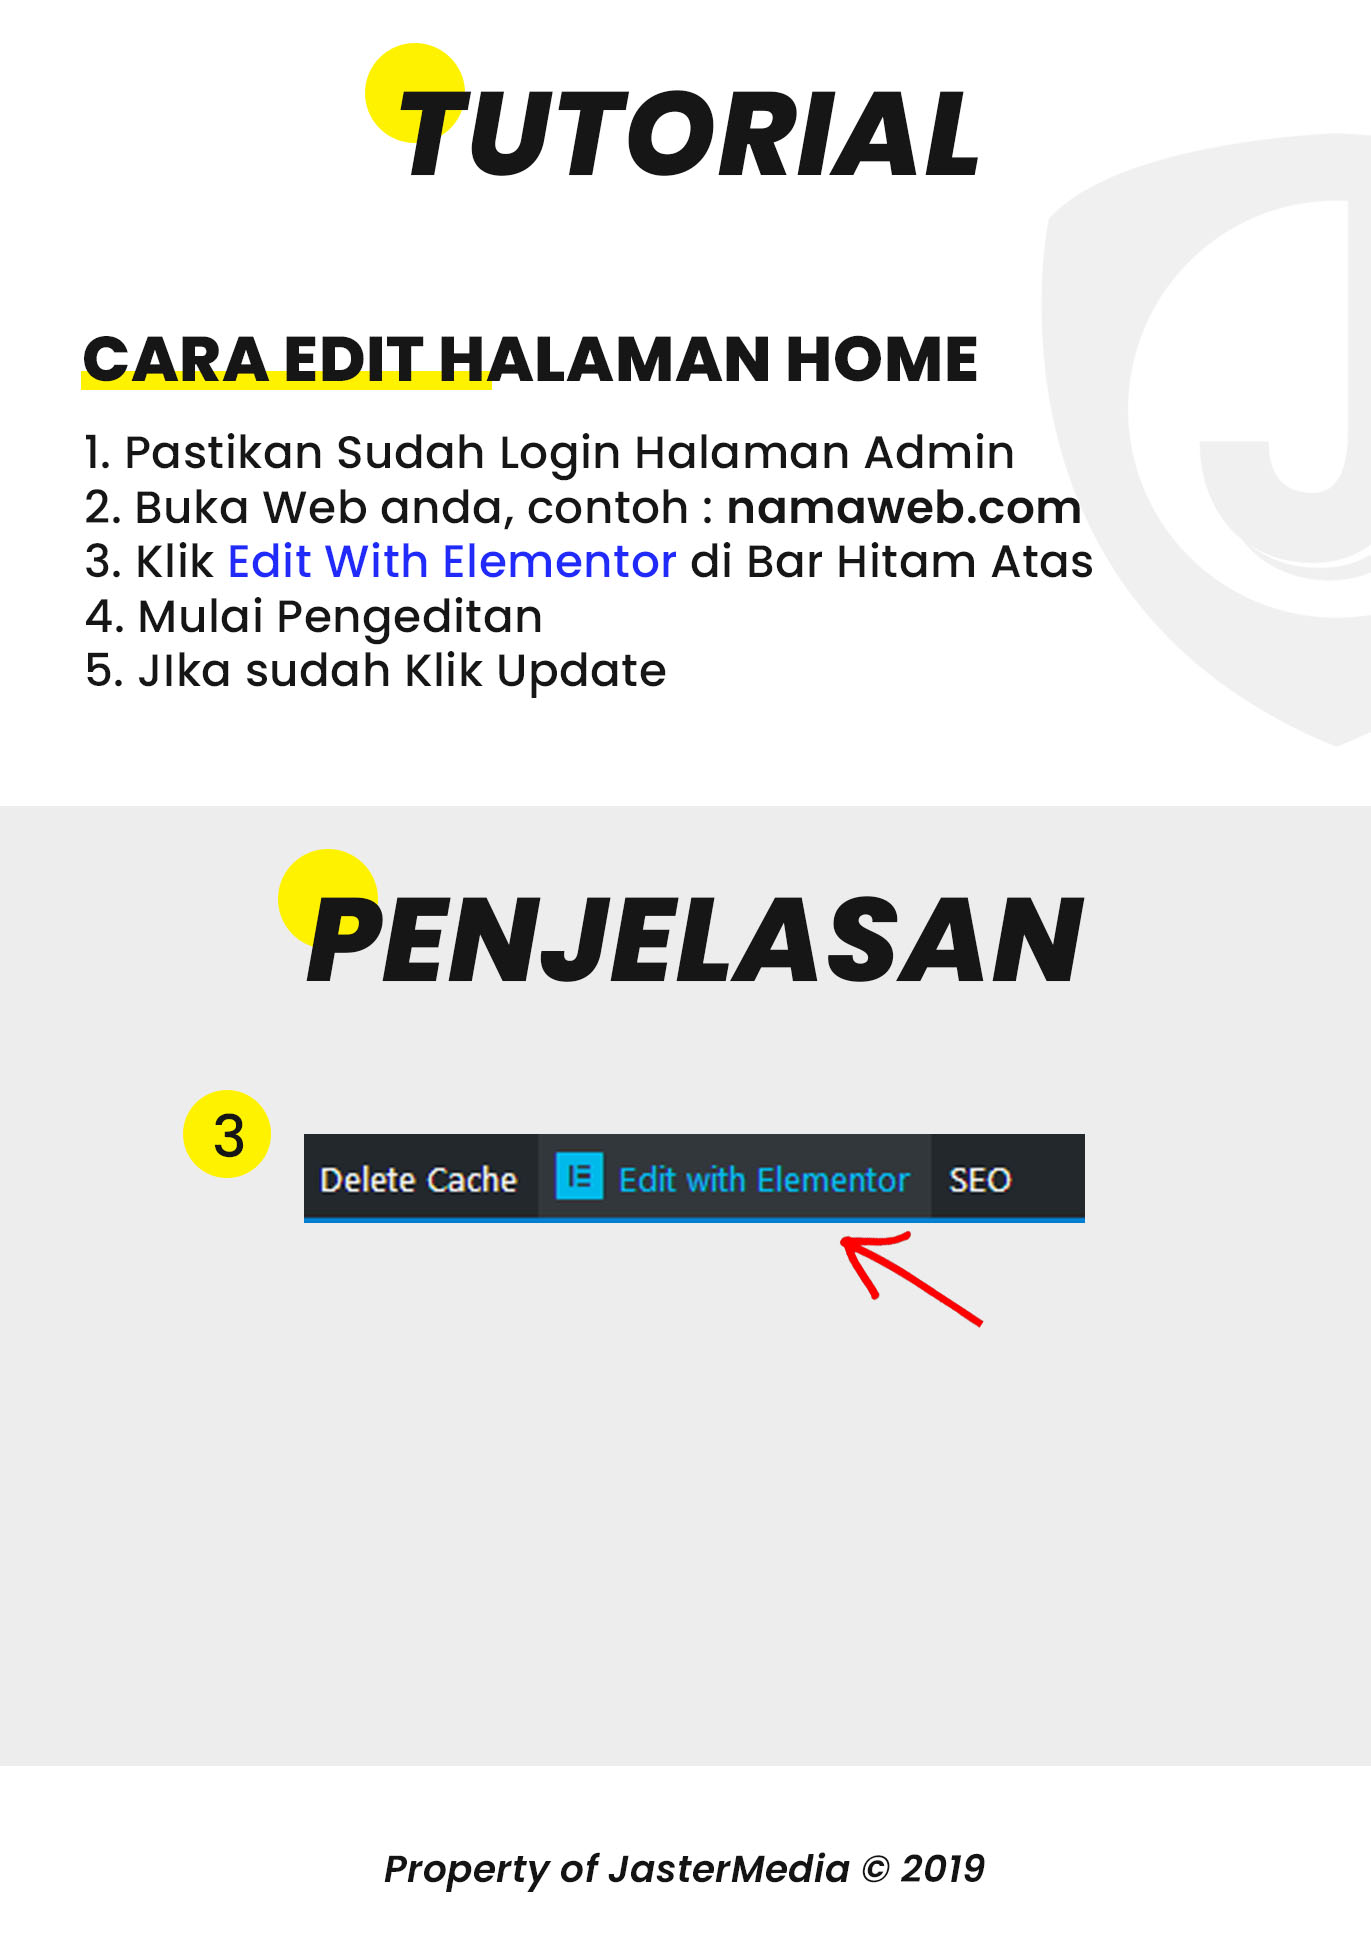 TUTORIAL
CARA EDIT HALAMAN HOME
1. Pastikan Sudah Login Halaman Admin
2. Buka Web anda, contoh : namaweb.com
3. Klik Edit With Elementor di Bar Hitam Atas
4. Mulai Pengeditan
5. JIka sudah Klik Update
PENJELASAN
3
Delete Cache Edit with Elementor SEO
Property of JasterMedia © 2019